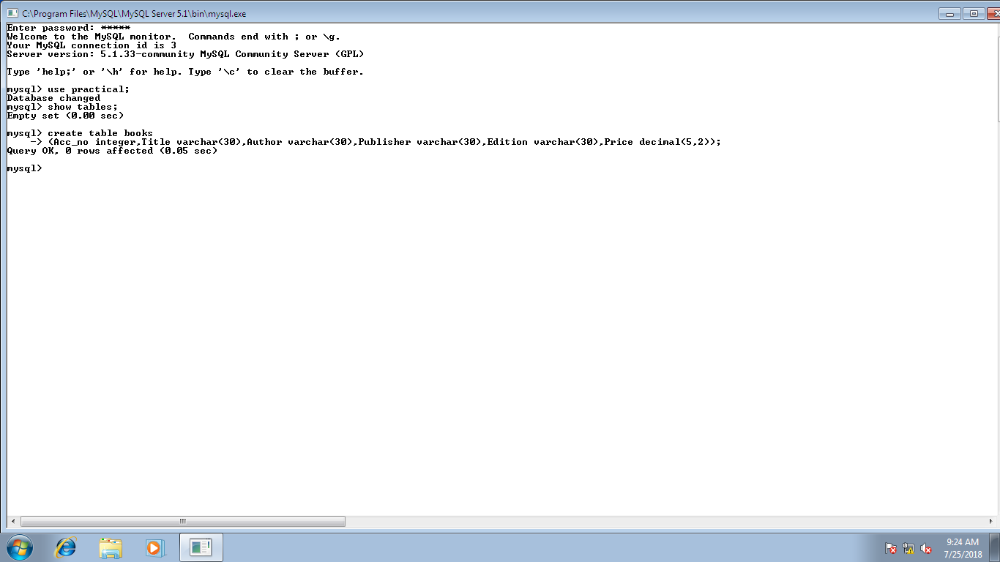 C:\Program Files\MySQL\MySQL Server 5.1\bin\mysql.exe
Enter password: *****
Welcome to the MySQL monitor.  Commands end with ; or \g.
Your MySQL connection id is 3
Server version: 5.1.33-community MySQL Community Server (GPL)
Type 'help;' or '\h' for help. Type '\c' to clear the buffer.
mysql> use practical;
Database changed
mysql> show tables;
Empty set (0.00 sec)
mysql> create table books
    -> (Acc_no integer,Title varchar(30),Author varchar(30),Publisher varchar(30),Edition varchar(30),Price decimal(5,2));
Query OK, 0 rows affected (0.05 sec)
mysql>
9:24 AM
7/25/2018